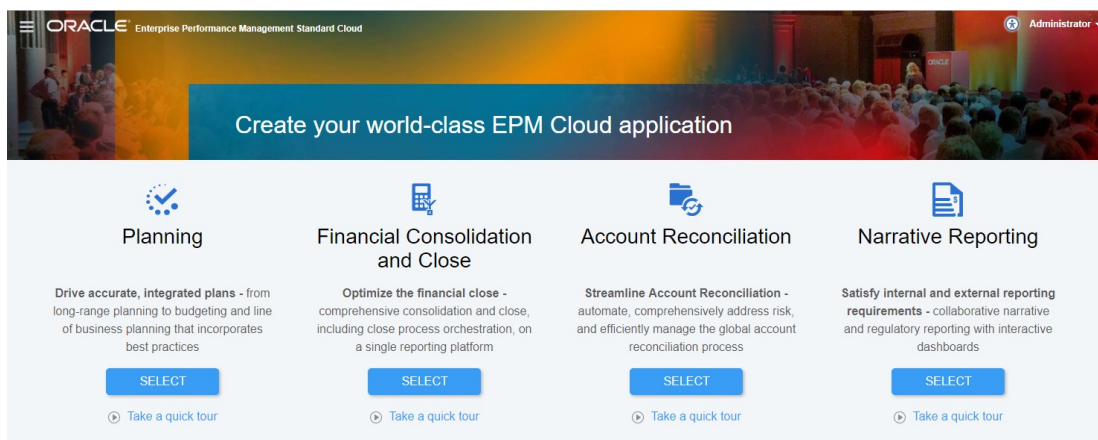 ORACLE® Enterprise Performance Management Standard Cloud
Administrator
ORACLE
Create your world-class EPM Cloud application
Planning
Drive accurate, integrated plans - from
long-range planning to budgeting and line
of business planning that incorporates
best practices
SELECT
Take a quick tour
Financial Consolidation
and Close
Optimize the financial close -
comprehensive consolidation and close,
including close process orchestration, on
a single reporting platform
SELECT
Take a quick tour
Account Reconciliation
Streamline Account Reconciliation -
automate, comprehensively address risk,
and efficiently manage the global account
reconciliation process
SELECT
Take a quick tour
Narrative Reporting
Satisfy internal and external reporting
requirements - collaborative narrative
and regulatory reporting with interactive
dashboards
SELECT
Take a quick tour